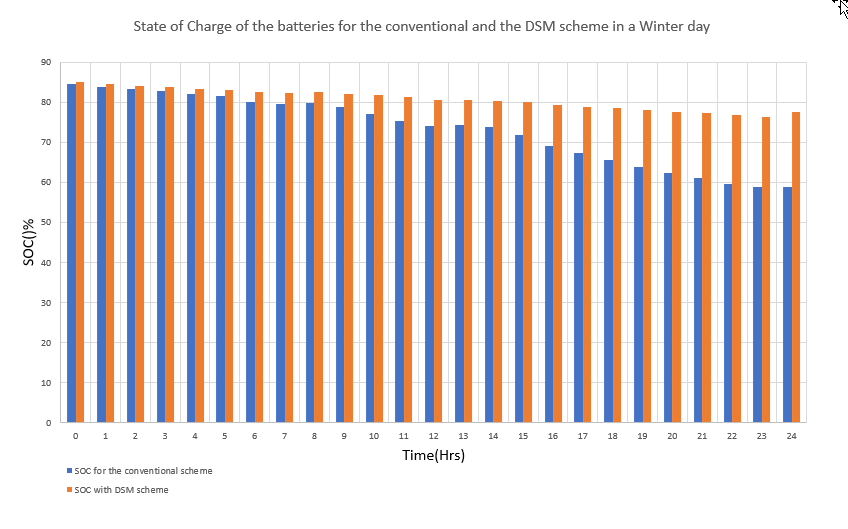 State of Charge of the batteries for the conventional and the DSM scheme in a Winter day
90
80
70
60
50
40
30
20
10
0
SOC()%
0 1 2 3 4 5 6 7 8 9 10 11 12 13 14 15 16 17 18 19 20 21 22 23 24
Time(Hrs)
SOC for the conventional scheme
SOC with DSM scheme